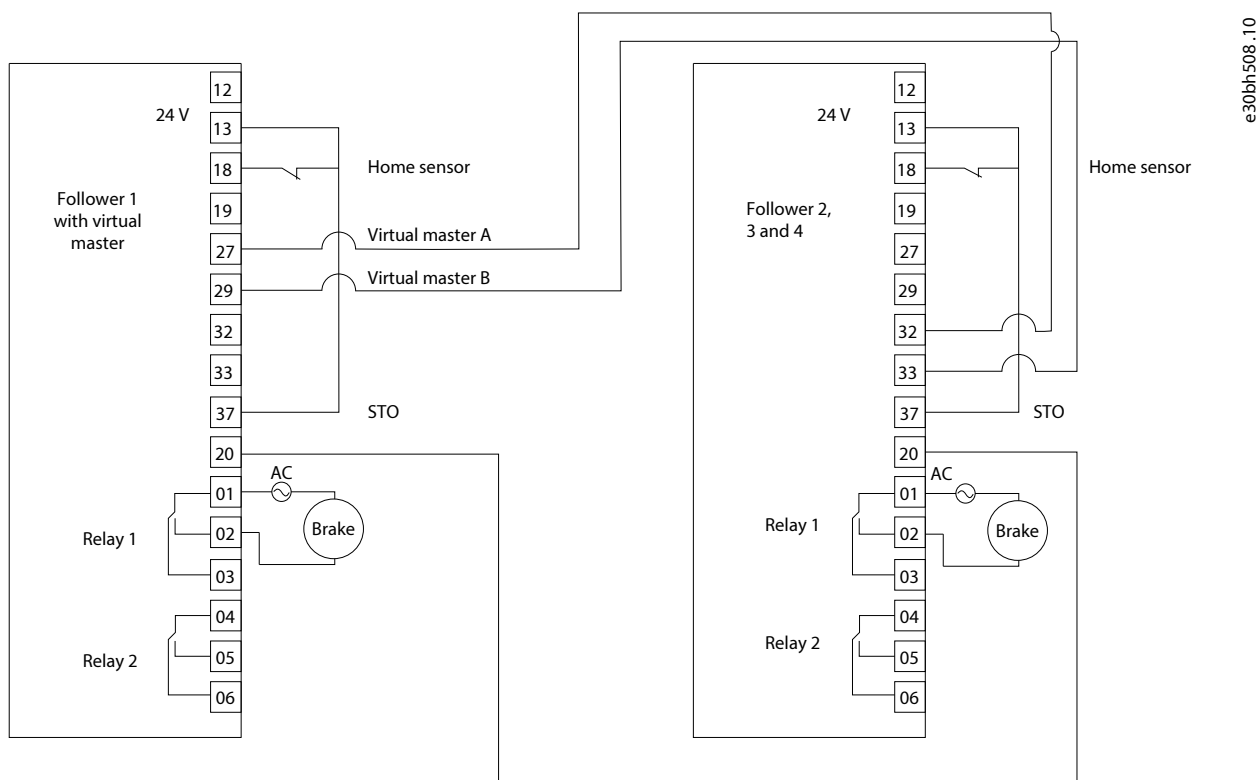 e30bh508.10
12
24 V
13
18
Home sensor
Follower 1
with virtual
master
19
27
Virtual master A
29
Virtual master B
32
33
37
STO
20
AC
01
Relay 1
02
Brake
03
04
Relay 2
05
06
12
24 V
13
18
Home sensor
Follower 2,
3 and 4
19
27
29
32
33
37
STO
20
AC
01
Relay 1
02
Brake
03
04
Relay 2
05
06